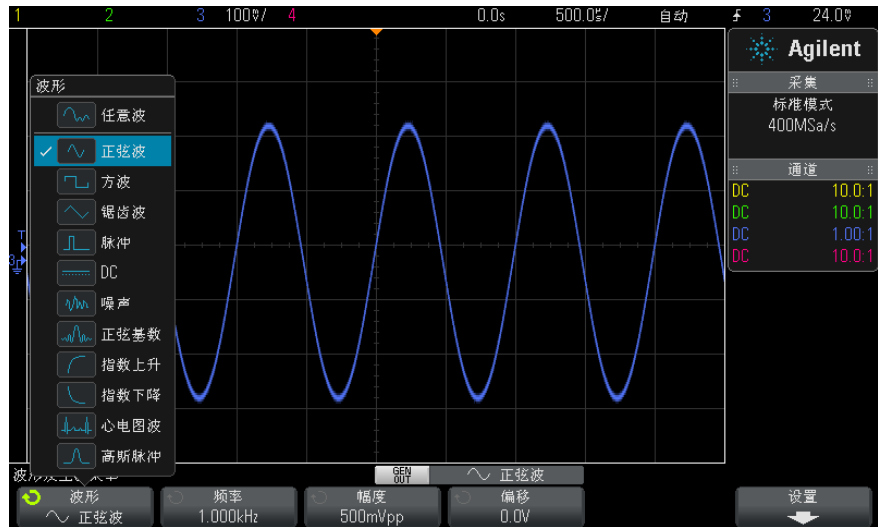 1 2 3 100mV/ 4 0.0s 500.0us/ 自动 3 24.0mV
Agilent
采集
标准模式
400MSa/s
通道
DC 10.0:1
DC 10.0:1
DC 1.00:1
DC 10.0:1
T
3
波形
任意波
正弦波
方波
锯齿波
脉冲
DC
噪声
正弦基数
指数上升
指数下降
心电图波
高斯脉冲
GEN OUT 正弦波
波形
正弦波
频率
1.000kHz
幅度
500mVpp
偏移
0.0V
设置